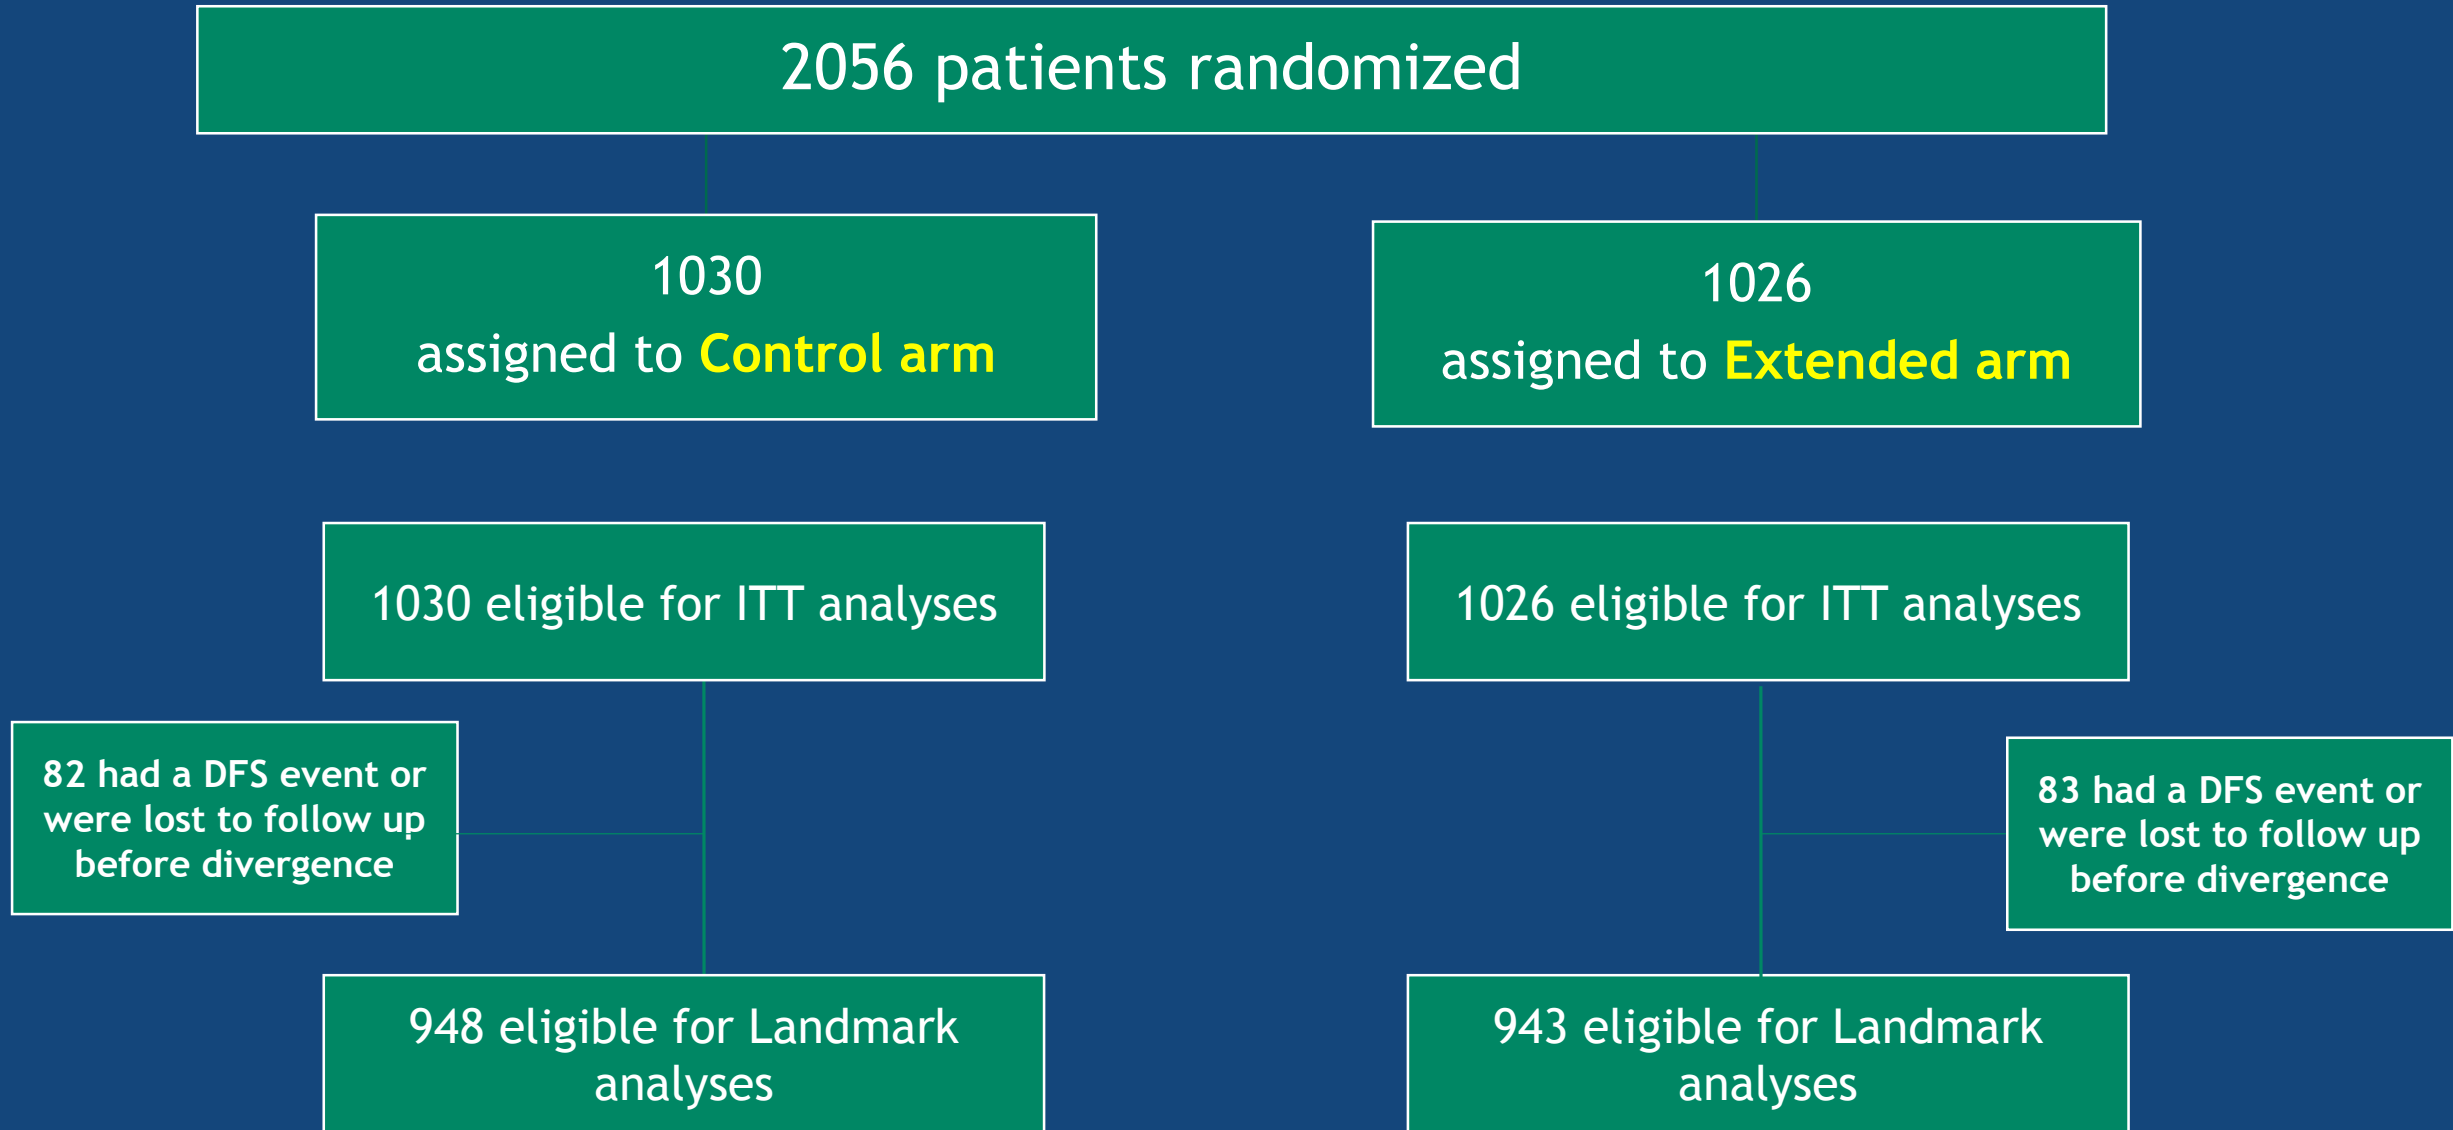 2056 patients randomized
1030
assigned to Control arm
1026
assigned to Extended arm
1030 eligible for ITT analyses
1026 eligible for ITT analyses
82 had a DFS event or
were lost to follow up
before divergence
83 had a DFS event or
were lost to follow up
before divergence
948 eligible for Landmark
analyses
943 eligible for Landmark
analyses